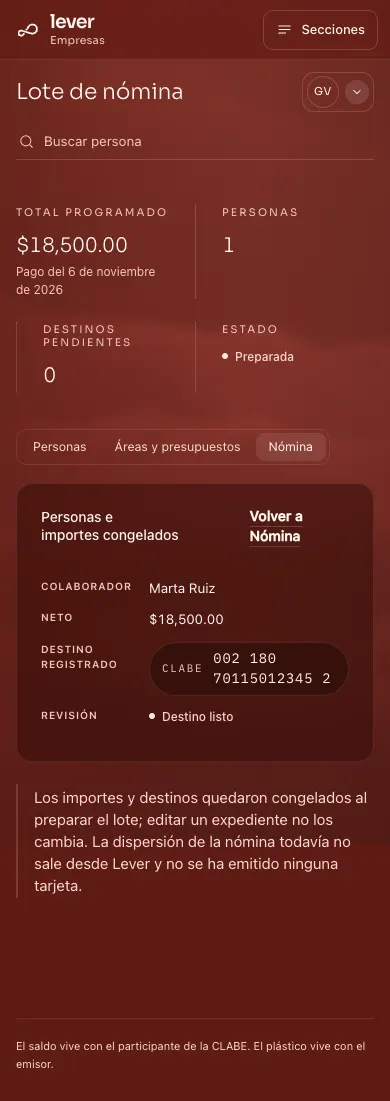 lever
Empresas
Secciones
Lote de nómina
GV
Buscar persona
TOTAL PROGRAMADO
$18,500.00
Pago del 6 de noviembre
de 2026
PERSONAS
1
DESTINOS
PENDIENTES
0
ESTADO
Preparada
Personas
Áreas y presupuestos
Nómina
Personas e
importes congelados
Volver a
Nómina
COLABORADOR
Marta Ruiz
NETO
$18,500.00
DESTINO
REGISTRADO
CLABE
002 180
70115012345 2
REVISIÓN
Destino listo
Los importes y destinos quedaron congelados al
preparar el lote; editar un expediente no los
cambia. La dispersión de la nómina todavía no
sale desde Lever y no se ha emitido ninguna
tarjeta.
El saldo vive con el participante de la CLABE. El plástico vive con el
emisor.